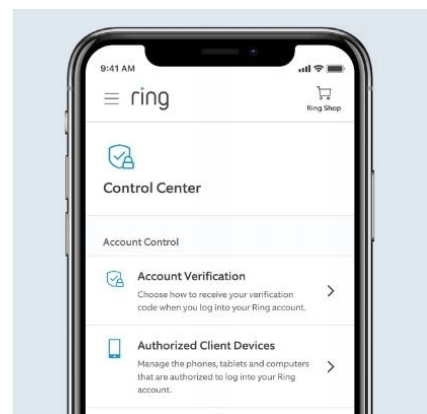 9:41 AM
ring
Ring Shop
Control Center
Account Control
Account Verification
Choose how to receive your verification
code when you log into your Ring account.
Authorized Client Devices
Manage the phones, tablets and computers
that are authorized to log into your Ring
account.